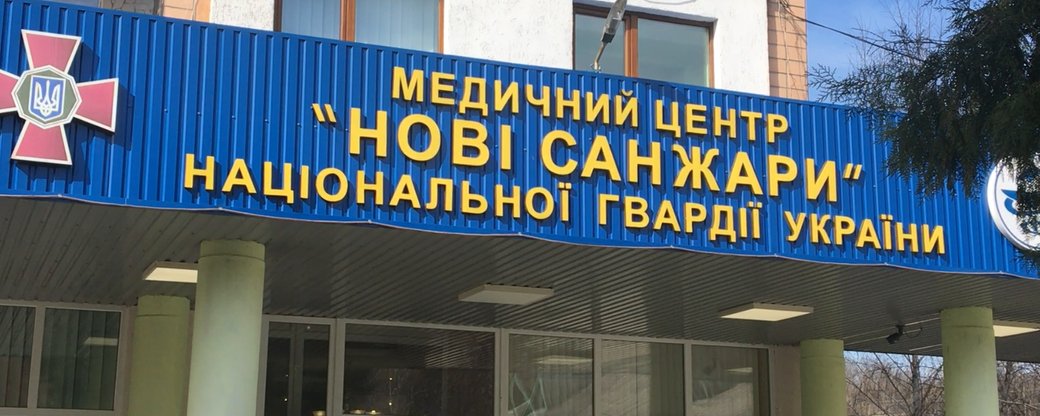 МЕДИЧНИЙ ЦЕНТР
"НОВІ САНЖАРИ"
НАЦІОНАЛЬНОЇ ГВАРДІЇ УКРАЇНИ